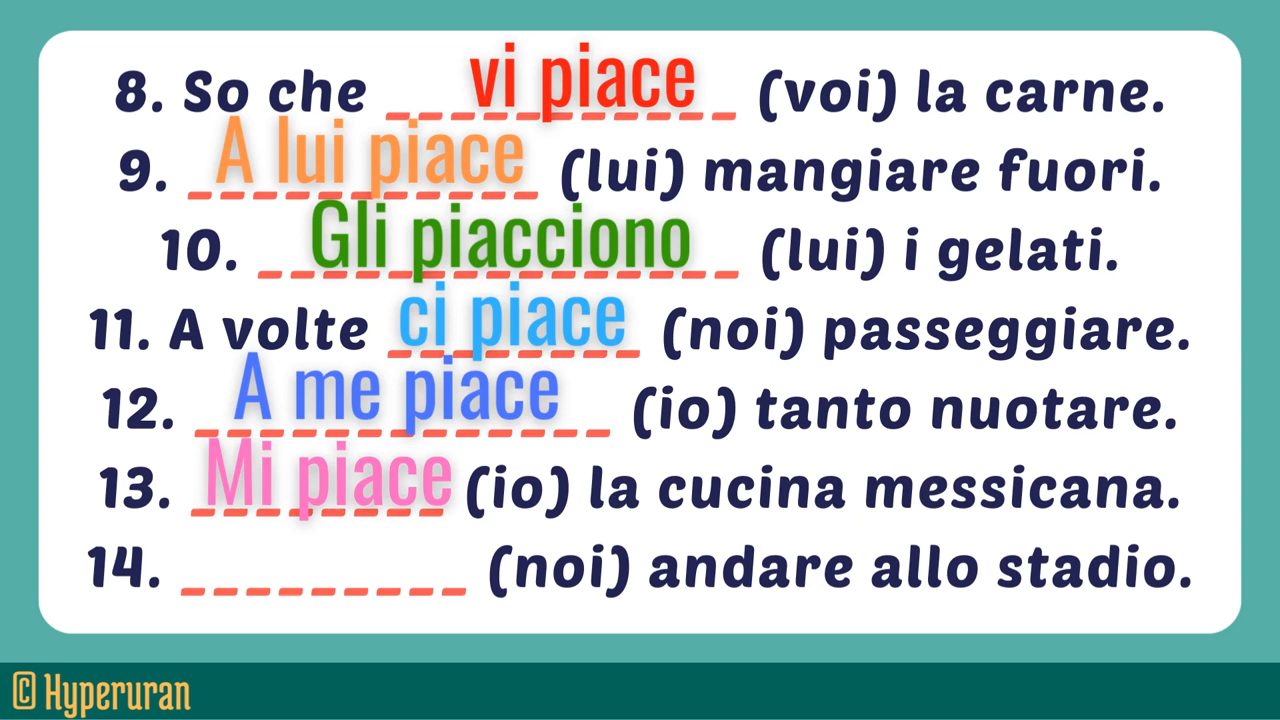 8. So che vi piace (voi) la carne.
9. A lui piace (lui) mangiare fuori.
10. Gli piacciono (lui) i gelati.
11. A volte ci piace (noi) passeggiare.
12. A me piace (io) tanto nuotare.
13. Mi piace (io) la cucina messicana.
14. _________ (noi) andare allo stadio.
© Hyperuran